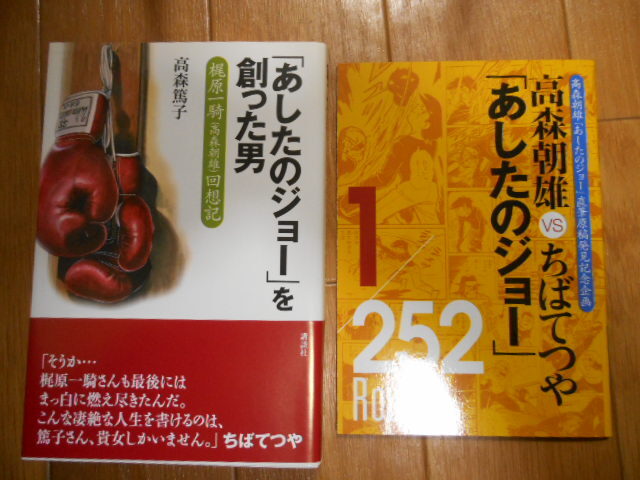 「あしたのジョー」を
創った男
梶原一騎(高森朝雄)回想記
高森篤子
講談社
「そうか…
梶原一騎さんも最後には
まっ白に燃え尽きたんだ。
こんな凄絶な人生を書けるのは、
篤子さん、貴女しかいません。」ちばてつや
高森朝雄「あしたのジョー」直筆原稿発見記念企画
高森朝雄VSちばてつや
「あしたのジョー」
1/252